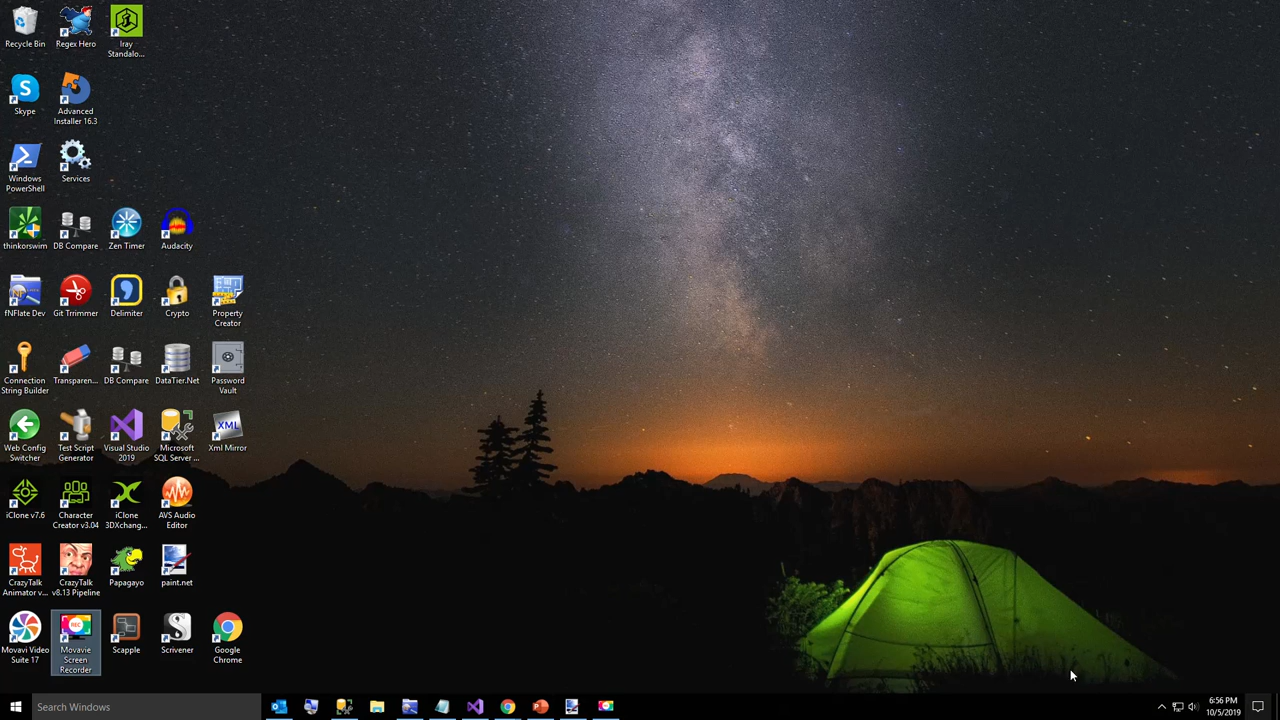 Recycle Bin
Regex Hero
Iray
Standalo...
Skype
Advanced
Installer 16.3
Windows
PowerShell
Services
thinkorswim
DB Compare
Zen Timer
Audacity
fNFlate Dev
Git Trimmer
Delimiter
Crypto
Property
Creator
Connection
String Builder
Transparen...
DB Compare
DataTier.Net
Password
Vault
Web Config
Switcher
Test Script
Generator
Visual Studio
2019
Microsoft
SQL Server ...
XML
Xml Mirror
iClone v7.6
Character
Creator v3.04
iClone
3DXchang...
AVS Audio
Editor
CrazyTalk
Animator v...
CrazyTalk
v8.13 Pipeline
Papagayo
paint.net
Movavi Video
Suite 17
REC
Movavie
Screen
Recorder
Scapple
Scrivener
Google
Chrome
Search Windows
6:56 PM
10/5/2019